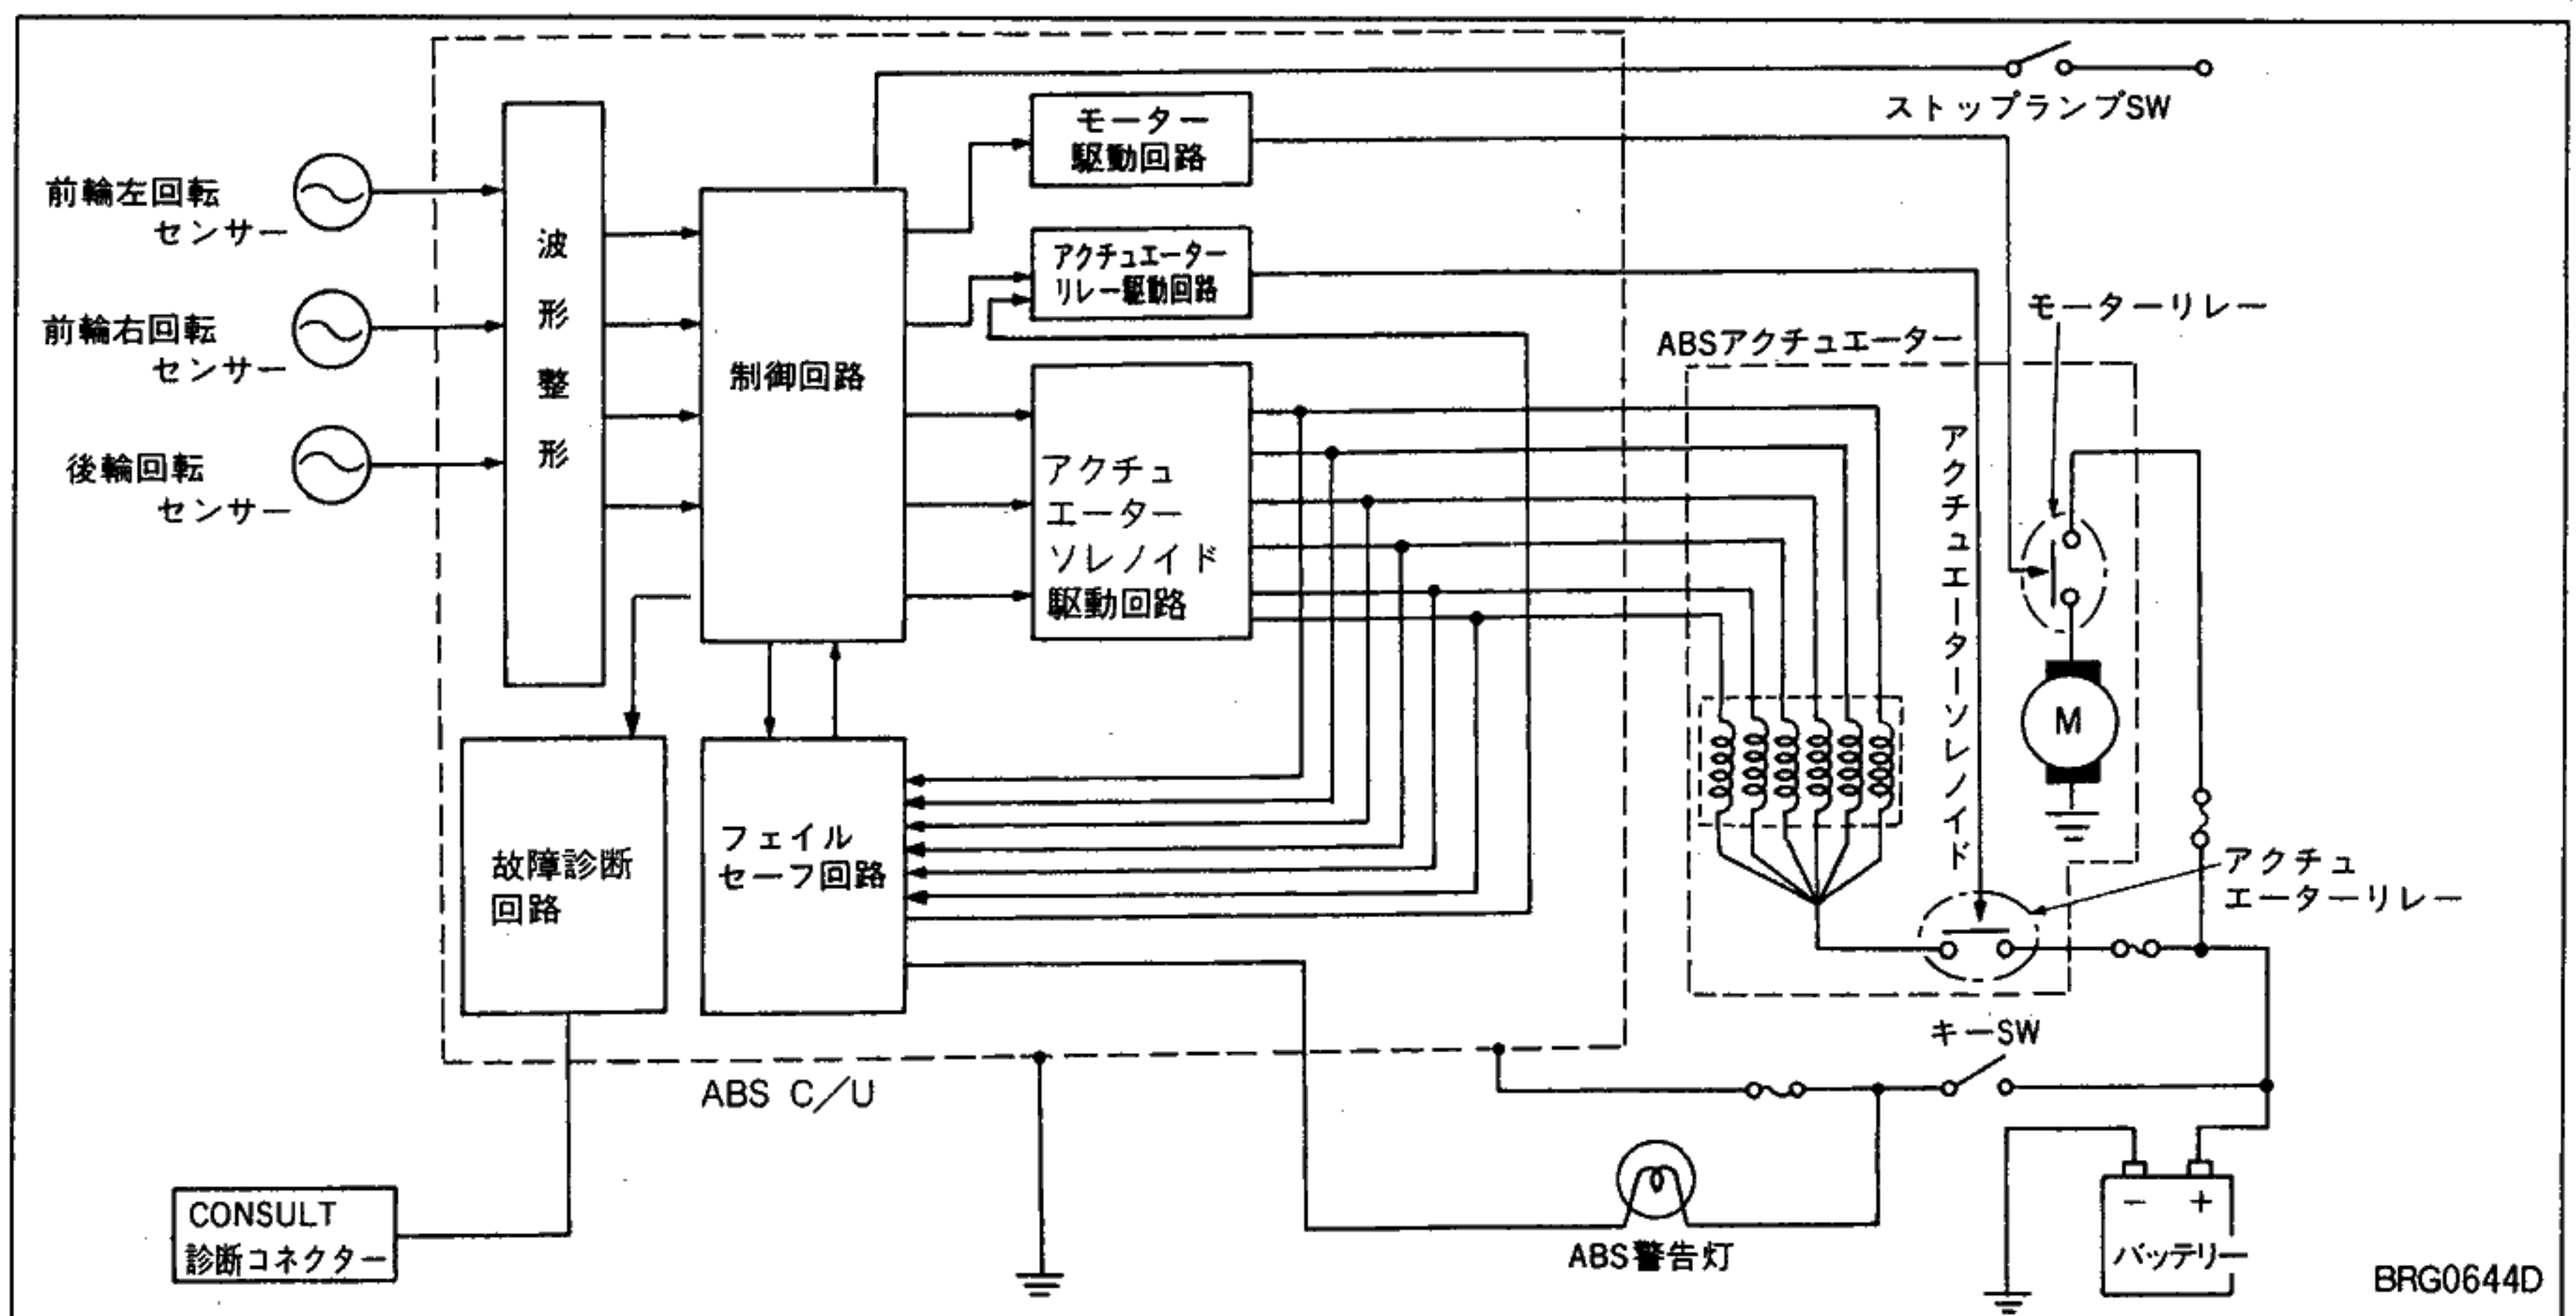 ストップランプSW
モーター
駆動回路
前輪左回転
センサー
波形整形
アクチュエーター
リレー駆動回路
モーターリレー
前輪右回転
センサー
ABSアクチュエーター
制御回路
後輪回転
センサー
アクチュ
エーター
ソレノイド
駆動回路
アクチュエーターソレノイド
M
フェイル
セーフ回路
故障診断
回路
アクチュ
エーターリレー
キーSW
ABS C/U
CONSULT
診断コネクター
ABS警告灯
− +
バッテリー
BRG0644D